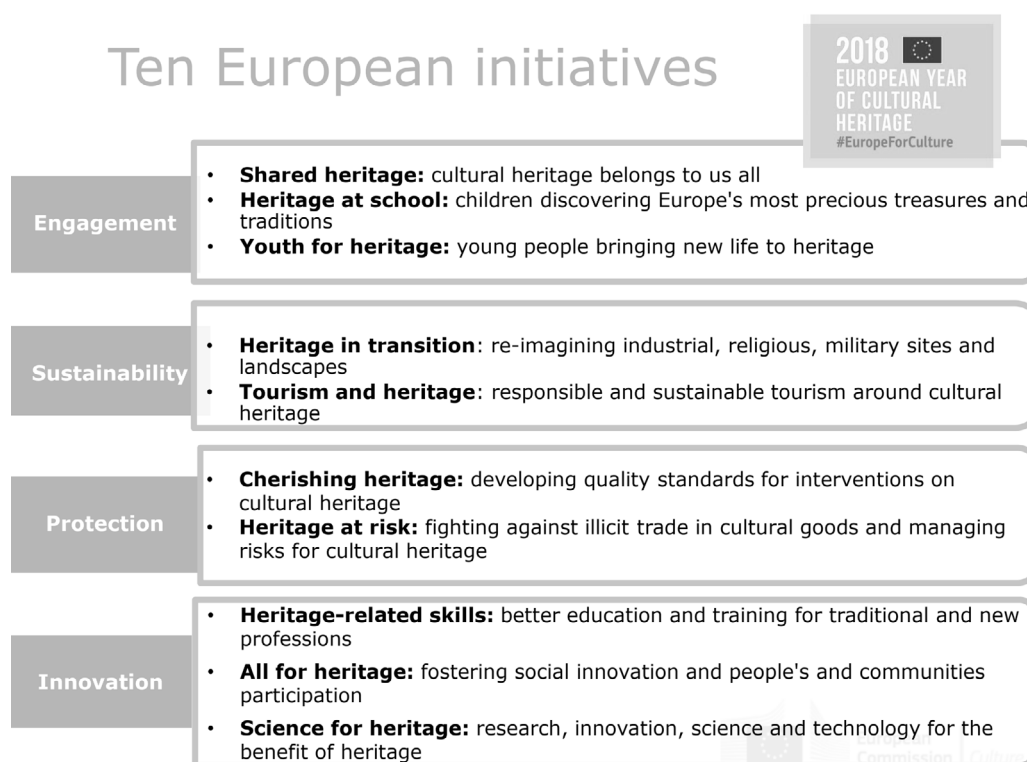 Ten European initiatives
2018
EUROPEAN YEAR
OF CULTURAL
HERITAGE
#EuropeForCulture
Engagement
• Shared heritage: cultural heritage belongs to us all
• Heritage at school: children discovering Europe's most precious treasures and
traditions
• Youth for heritage: young people bringing new life to heritage
Sustainability
• Heritage in transition: re-imagining industrial, religious, military sites and
landscapes
• Tourism and heritage: responsible and sustainable tourism around cultural
heritage
Protection
• Cherishing heritage: developing quality standards for interventions on
cultural heritage
• Heritage at risk: fighting against illicit trade in cultural goods and managing
risks for cultural heritage
Innovation
• Heritage-related skills: better education and training for traditional and new
professions
• All for heritage: fostering social innovation and people's and communities
participation
• Science for heritage: research, innovation, science and technology for the
benefit of heritage
European
Commission
Culture